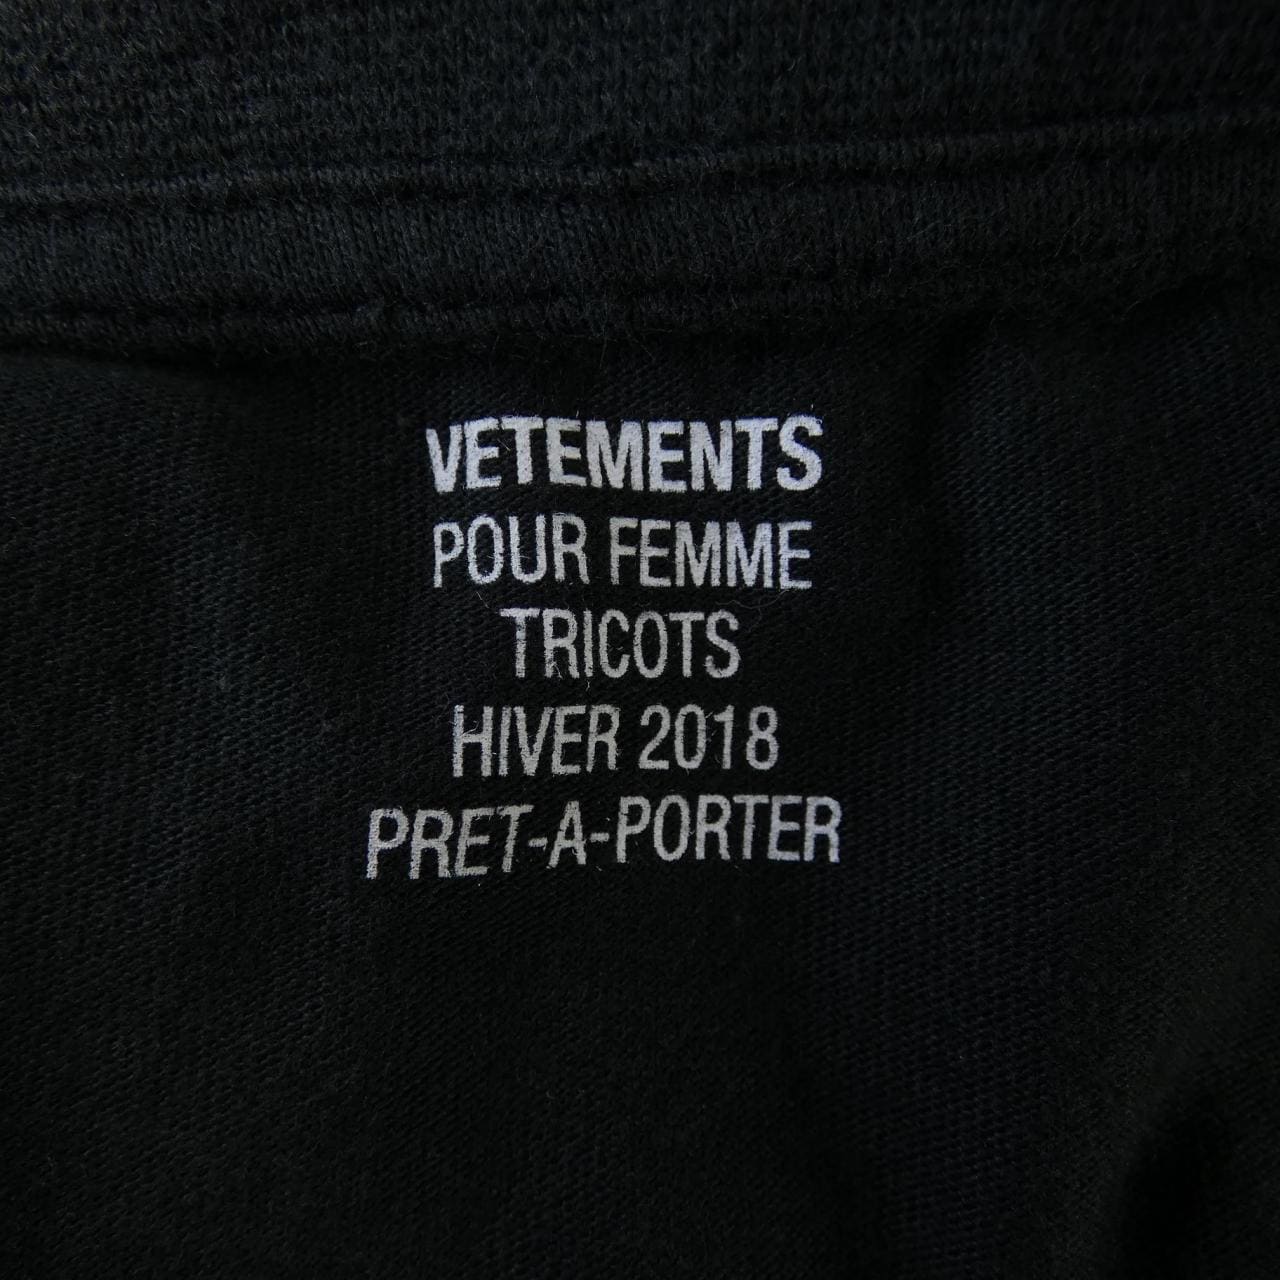 VETEMENTS
POUR FEMME
TRICOTS
HIVER 2018
PRET-A-PORTER